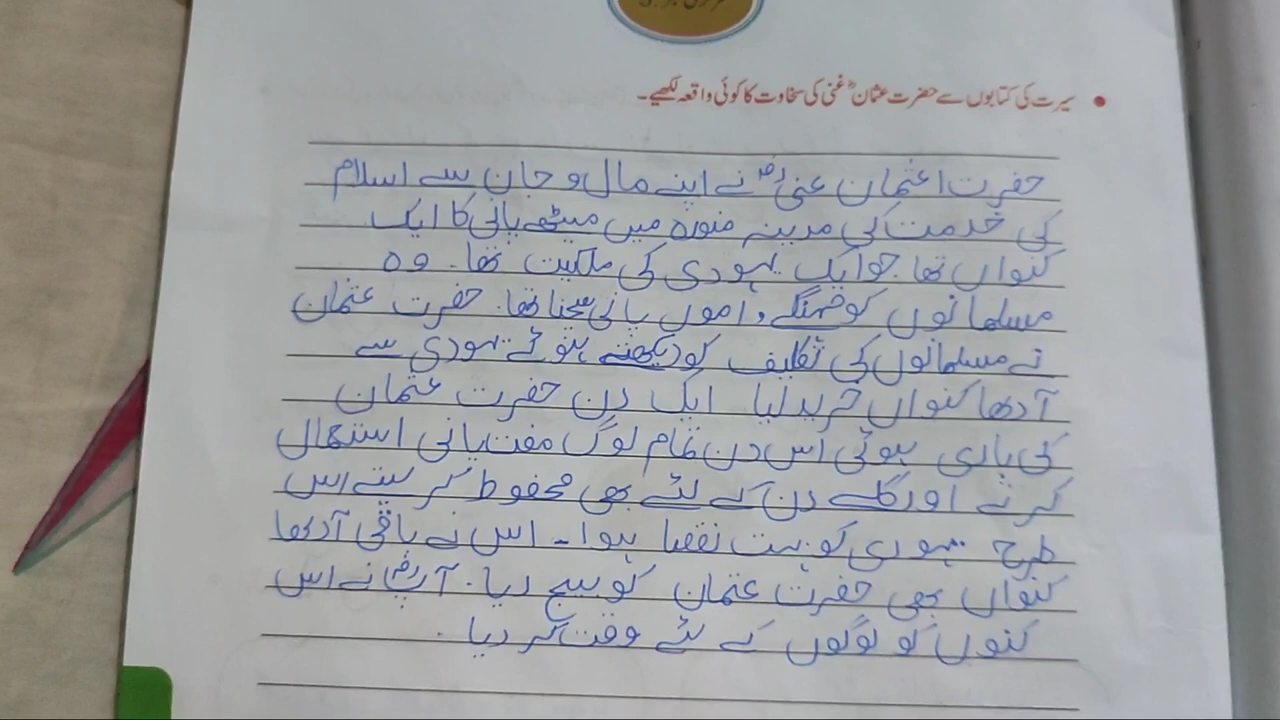 سیرت کی کتابوں سے حضرت عثمان غنیؓ کی سخاوت کا کوئی واقعہ لکھیے۔
حضرت اعثمان غنیؓ نے اپنے مال و جان سے اسلام
کی خدمت کی مدینہ منورہ میں میٹھے پانی کا ایک
کنواں تھا جو ایک یہودی کی ملکیت تھا۔ وہ
مسلمانوں کو مہنگے داموں پانی بیچتا تھا۔ حضرت عثمان
نے مسلمانوں کی تکلیف کو دیکھتے ہوئے یہودی سے
آدھا کنواں خرید لیا ایک دن حضرت عثمان
کی باری ہوئی اس دن تمام لوگ مفت پانی استعمال
کرتے اور گلے دن کے لئے بھی محفوظ کر لیتے اس
طرح یہودی کو بہت نقصا ہوا۔ اس نے باقی آدھا
کنواں بھی حضرت عثمان کو بیچ دیا۔ آپؓ نے اس
کنوں کو لوگوں کے لئے وقف کر دیا۔